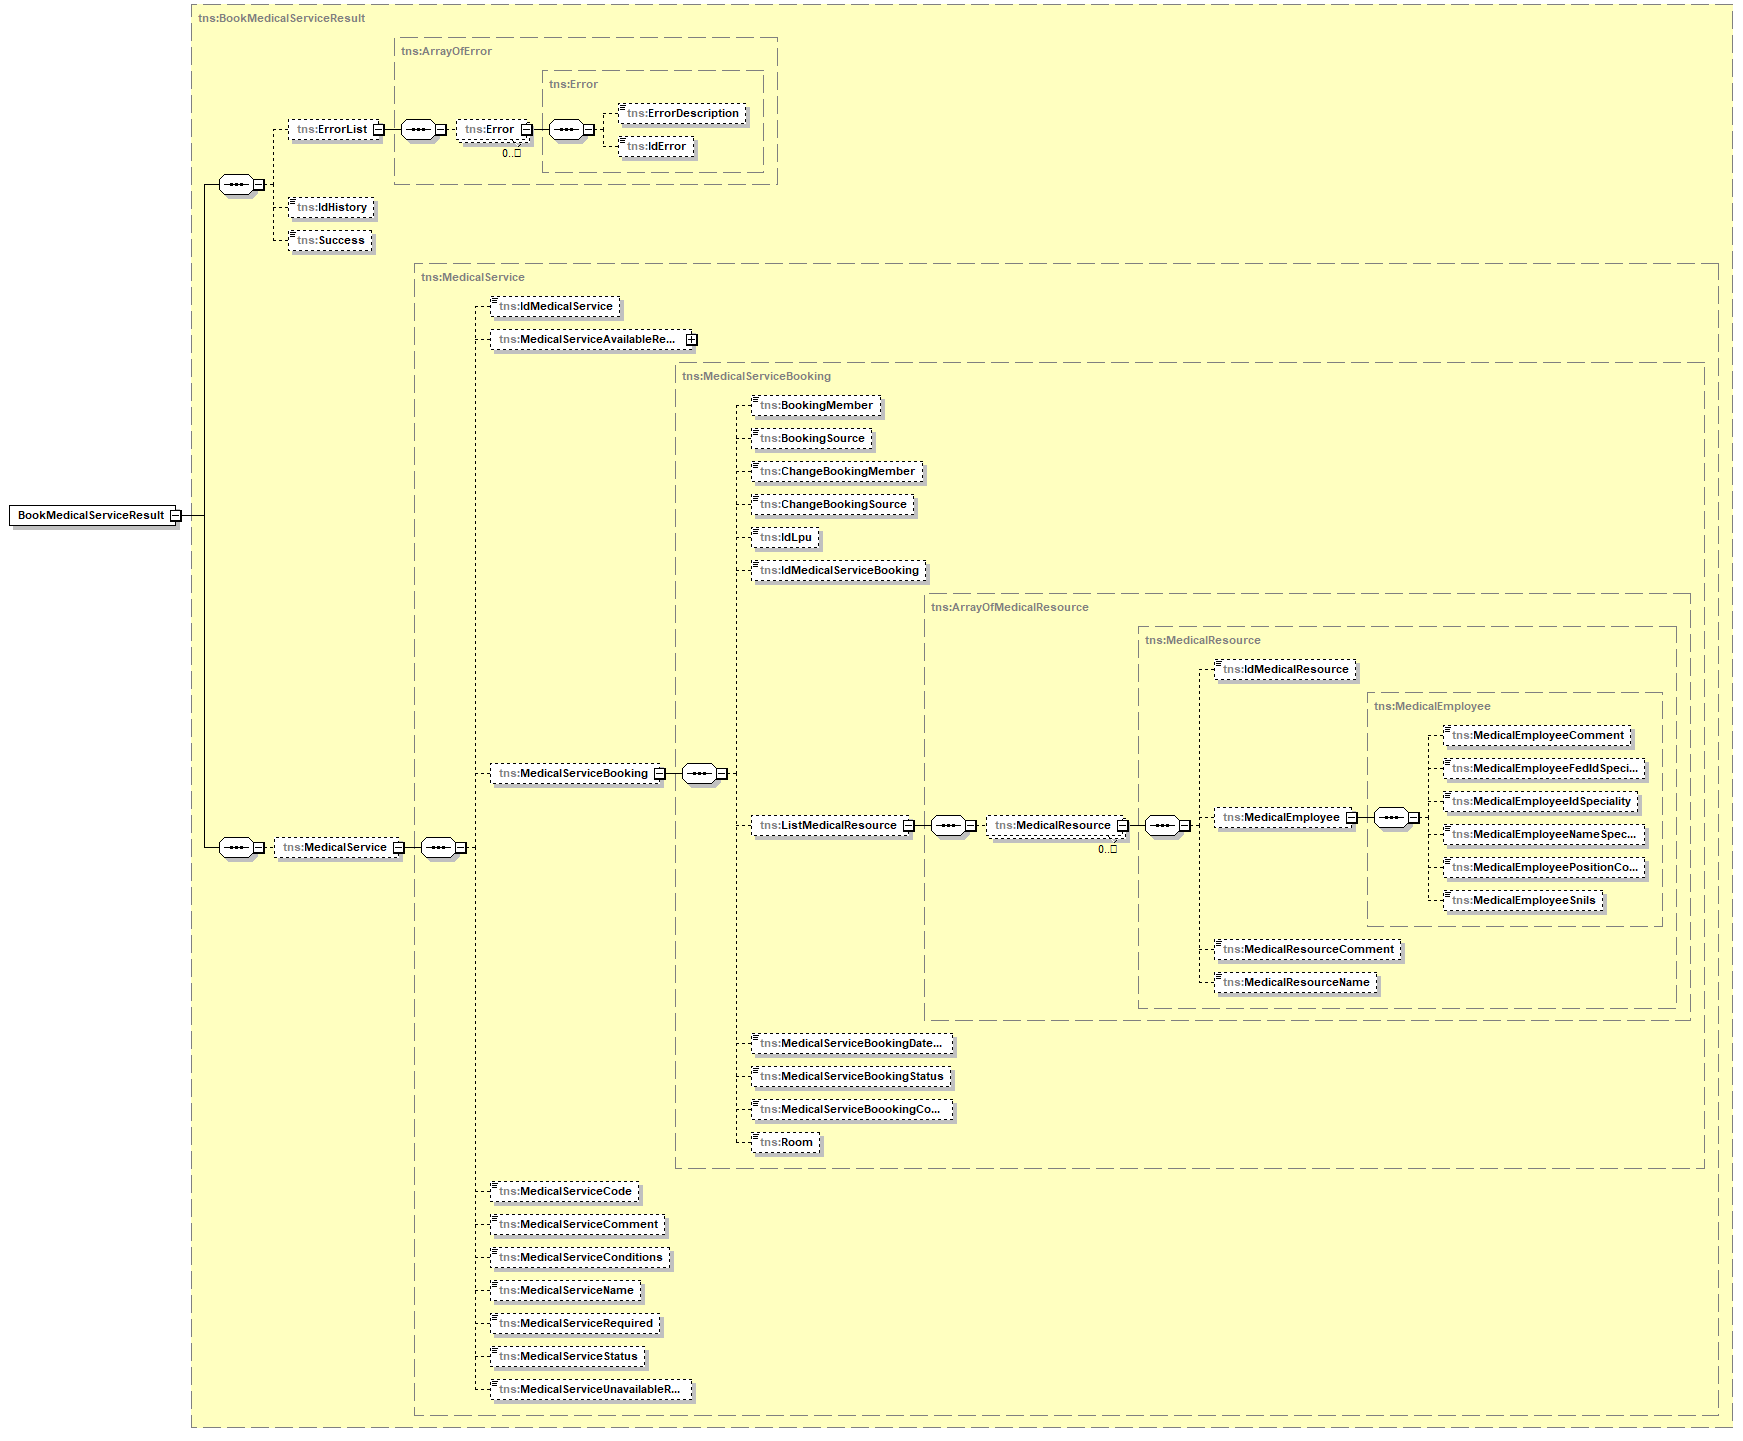 tns:BookMedicalServiceResult
tns:ArrayOfError
tns:Error
tns:ErrorDescription
tns:ErrorList
tns:Error
0..□
tns:IdError
tns:IdHistory
tns:Success
tns:MedicalService
tns:IdMedicalService
tns:MedicalServiceAvailableRe...
tns:MedicalServiceBooking
tns:BookingMember
tns:BookingSource
tns:ChangeBookingMember
tns:ChangeBookingSource
BookMedicalServiceResult
tns:IdLpu
tns:IdMedicalServiceBooking
tns:ArrayOfMedicalResource
tns:MedicalResource
tns:IdMedicalResource
tns:MedicalEmployee
tns:MedicalEmployeeComment
tns:MedicalEmployeeFedIdSpeci...
tns:MedicalServiceBooking
tns:MedicalEmployeeIdSpeciality
tns:MedicalEmployee
tns:ListMedicalResource
tns:MedicalResource
0..□
tns:MedicalEmployeeNameSpec...
tns:MedicalService
tns:MedicalEmployeePositionCo...
tns:MedicalEmployeeSnils
tns:MedicalResourceComment
tns:MedicalResourceName
tns:MedicalServiceBookingDate...
tns:MedicalServiceBookingStatus
tns:MedicalServiceBoookingCo...
tns:Room
tns:MedicalServiceCode
tns:MedicalServiceComment
tns:MedicalServiceConditions
tns:MedicalServiceName
tns:MedicalServiceRequired
tns:MedicalServiceStatus
tns:MedicalServiceUnavailableR...